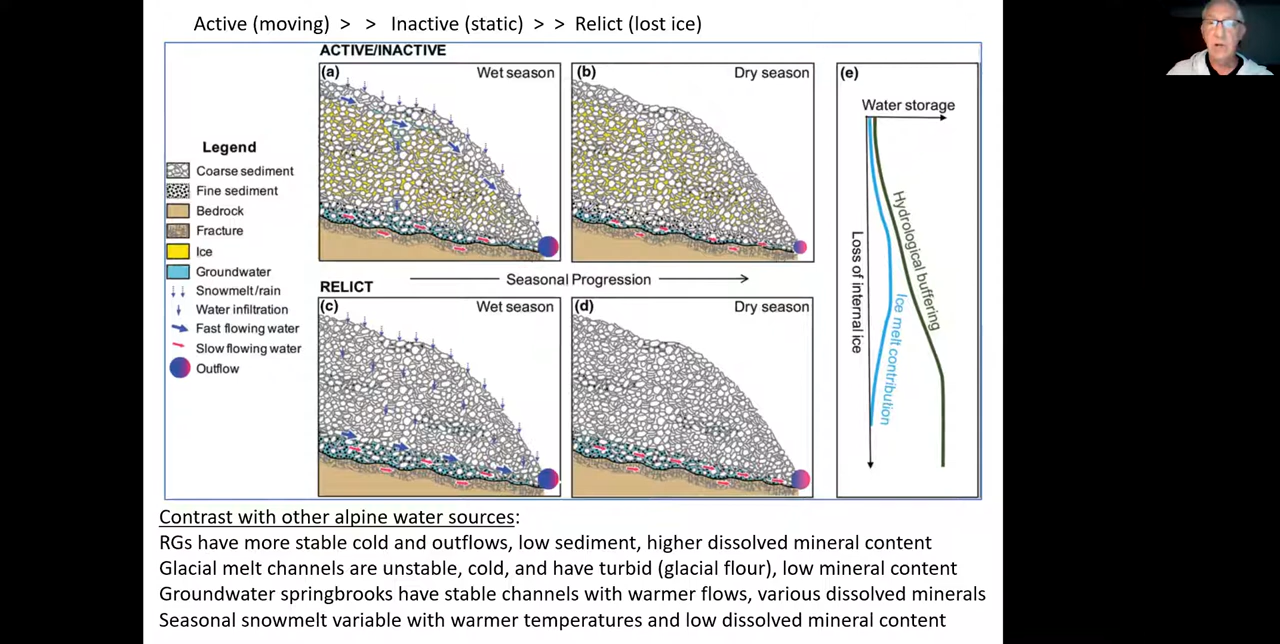 Active (moving) > > Inactive (static) > > Relict (lost ice)
ACTIVE/INACTIVE
(a) Wet season
(b) Dry season
(e)
Water storage
Hydrological buffering
Loss of internal ice
Ice melt contribution
Legend
Coarse sediment
Fine sediment
Bedrock
Fracture
Ice
Groundwater
Snowmelt/rain
Water infiltration
Fast flowing water
Slow flowing water
Outflow
Seasonal Progression
RELICT
(c) Wet season
(d) Dry season
Contrast with other alpine water sources:
RGs have more stable cold and outflows, low sediment, higher dissolved mineral content
Glacial melt channels are unstable, cold, and have turbid (glacial flour), low mineral content
Groundwater springbrooks have stable channels with warmer flows, various dissolved minerals
Seasonal snowmelt variable with warmer temperatures and low dissolved mineral content